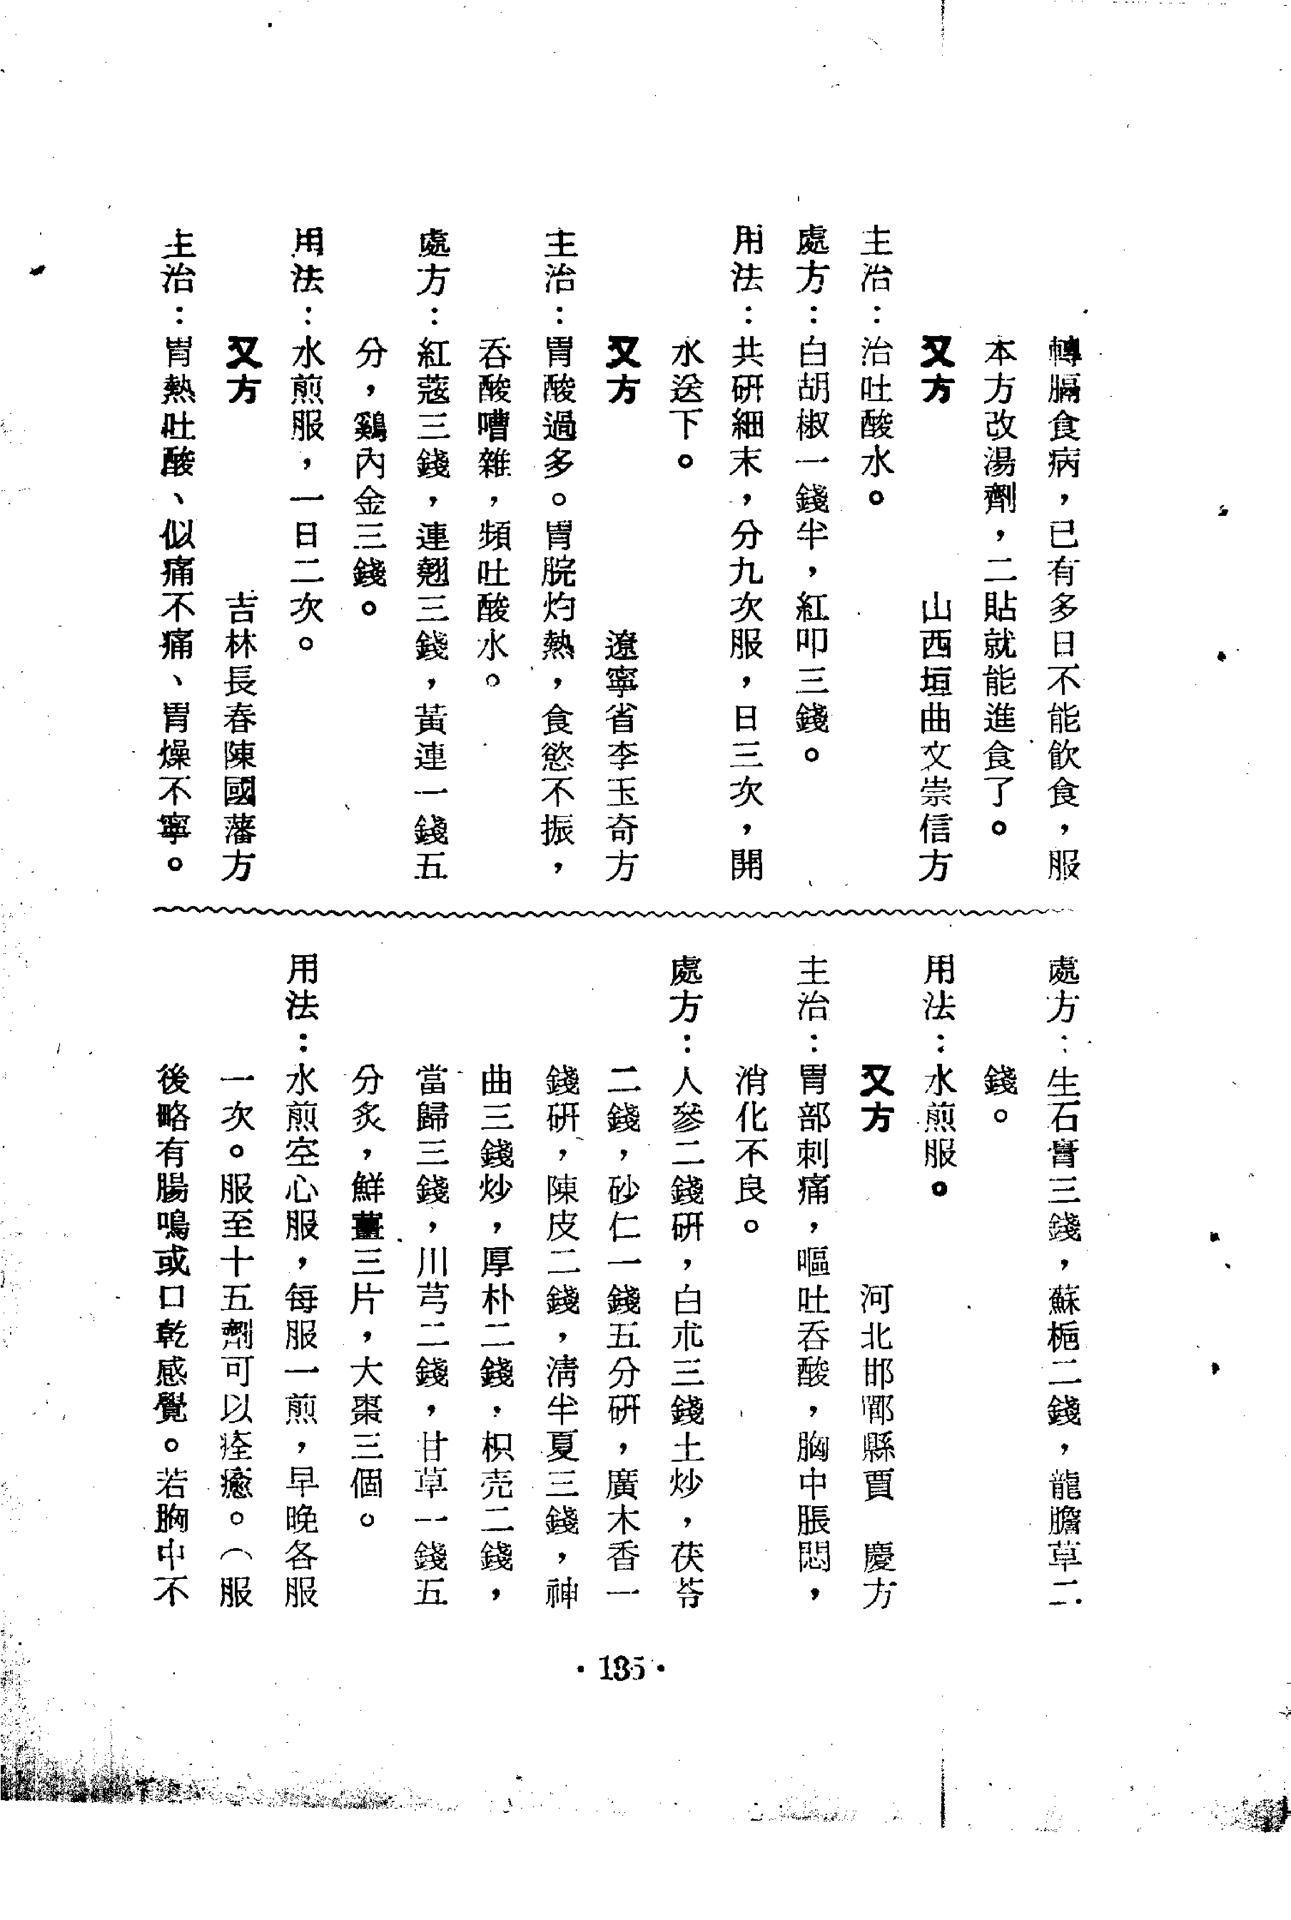 轉膈食病，已有多日不能飲食，服
本方改湯劑，二貼就能進食了。
又方　山西垣曲文崇信方
主治：治吐酸水。
處方：白胡椒一錢半，紅叩三錢。
用法：共研細末，分九次服，日三次，開
水送下。
又方　遼寧省李玉奇方
主治：胃酸過多。胃脘灼熱，食慾不振，
吞酸嘈雜，頻吐酸水。
處方：紅蔻三錢，連翹三錢，黃連一錢五
分，鷄內金三錢。
用法：水煎服，一日二次。
又方　吉林長春陳國藩方
主治：胃熱吐酸、似痛不痛、胃燥不寧。
處方：生石膏三錢，蘇梔二錢，龍膽草二
錢。
用法：水煎服。
又方　河北邯鄲縣賈　慶方
主治：胃部刺痛，嘔吐吞酸，胸中脹悶，
消化不良。
處方：人參二錢研，白朮三錢土炒，茯苓
二錢，砂仁一錢五分研，廣木香一
錢研，陳皮二錢，清半夏三錢，神
曲三錢炒，厚朴二錢，枳壳二錢，
當歸三錢，川芎二錢，甘草一錢五
分炙，鮮薑三片，大棗三個。
用法：水煎空心服，每服一煎，早晚各服
一次。服至十五劑可以痊癒。（服
後略有腸鳴或口乾感覺。若胸中不
·135·